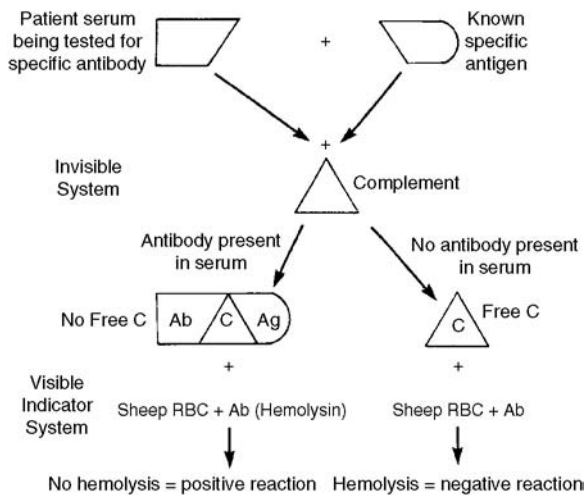 Patient serum
being tested for
specific antibody
+
Known
specific
antigen
+
Invisible
System
Complement
Antibody present
in serum
No antibody present
in serum
No Free C
Ab
C
Ag
C
Free C
+
+
Visible
Indicator
System
Sheep RBC + Ab (Hemolysin)
Sheep RBC + Ab
No hemolysis = positive reaction
Hemolysis = negative reaction